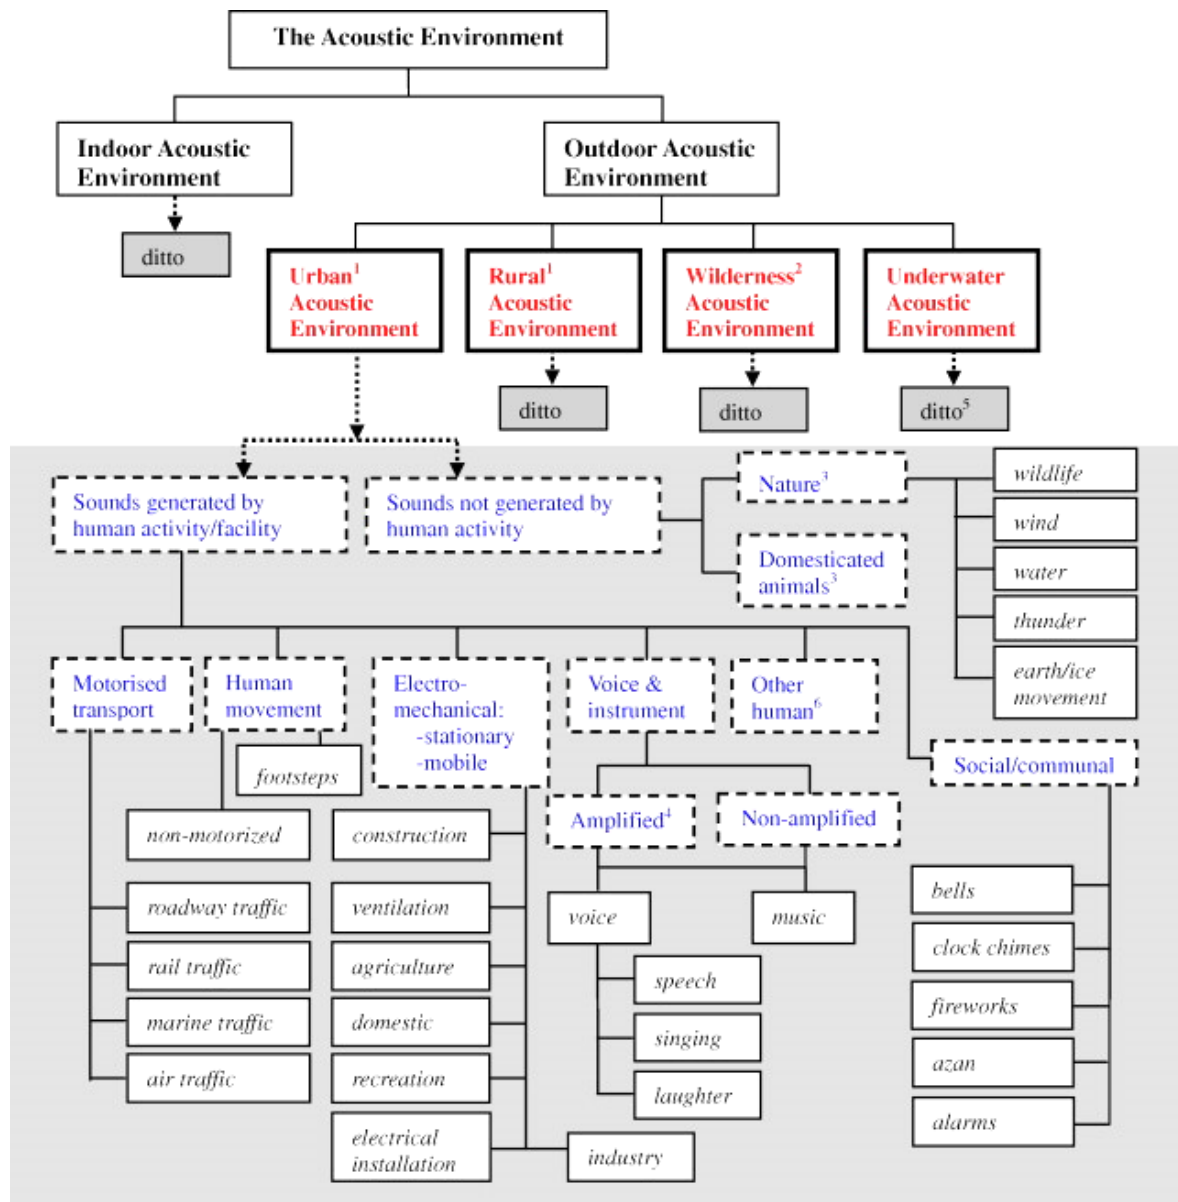 The Acoustic Environment
Indoor Acoustic
Environment
Outdoor Acoustic
Environment
ditto
Urban¹
Acoustic
Environment
Rural¹
Acoustic
Environment
Wilderness²
Acoustic
Environment
Underwater
Acoustic
Environment
ditto
ditto
ditto⁵
Sounds generated by
human activity/facility
Sounds not generated by
human activity
Nature³
Domesticated
animals³
wildlife
wind
water
thunder
earth/ice
movement
Motorised
transport
Human
movement
Electro-
mechanical:
-stationary
-mobile
Voice &
instrument
Other
human⁶
Social/communal
footsteps
non-motorized
roadway traffic
rail traffic
marine traffic
air traffic
construction
ventilation
agriculture
domestic
recreation
electrical
installation
industry
Amplified⁴
Non-amplified
voice
music
speech
singing
laughter
bells
clock chimes
fireworks
azan
alarms